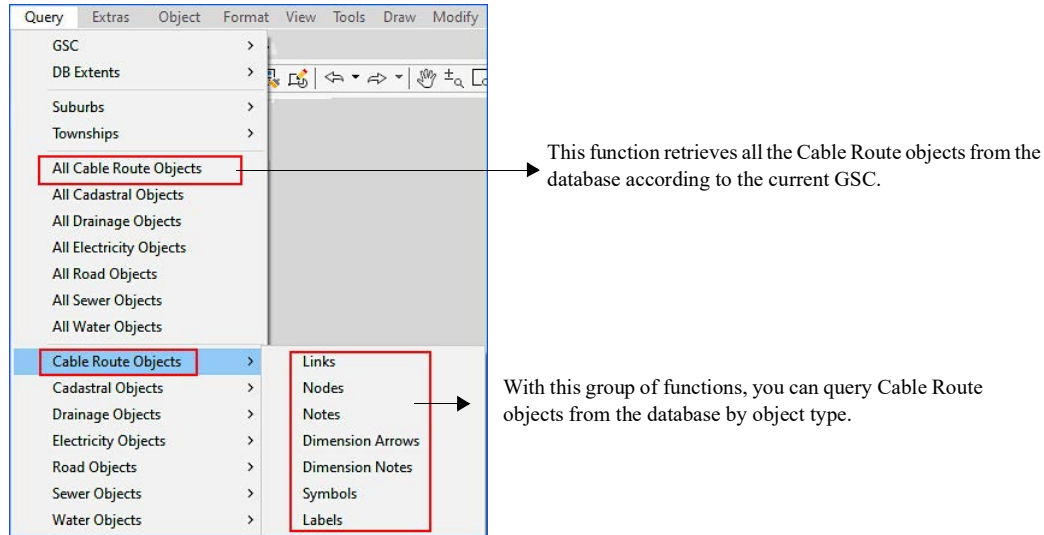 Query Extras Object Format View Tools Draw Modify
GSC
DB Extents
Suburbs
Townships
All Cable Route Objects
This function retrieves all the Cable Route objects from the
database according to the current GSC.
All Cadastral Objects
All Drainage Objects
All Electricity Objects
All Road Objects
All Sewer Objects
All Water Objects
Cable Route Objects
Cadastral Objects
Drainage Objects
Electricity Objects
Road Objects
Sewer Objects
Water Objects
Links
Nodes
Notes
Dimension Arrows
Dimension Notes
Symbols
Labels
With this group of functions, you can query Cable Route
objects from the database by object type.